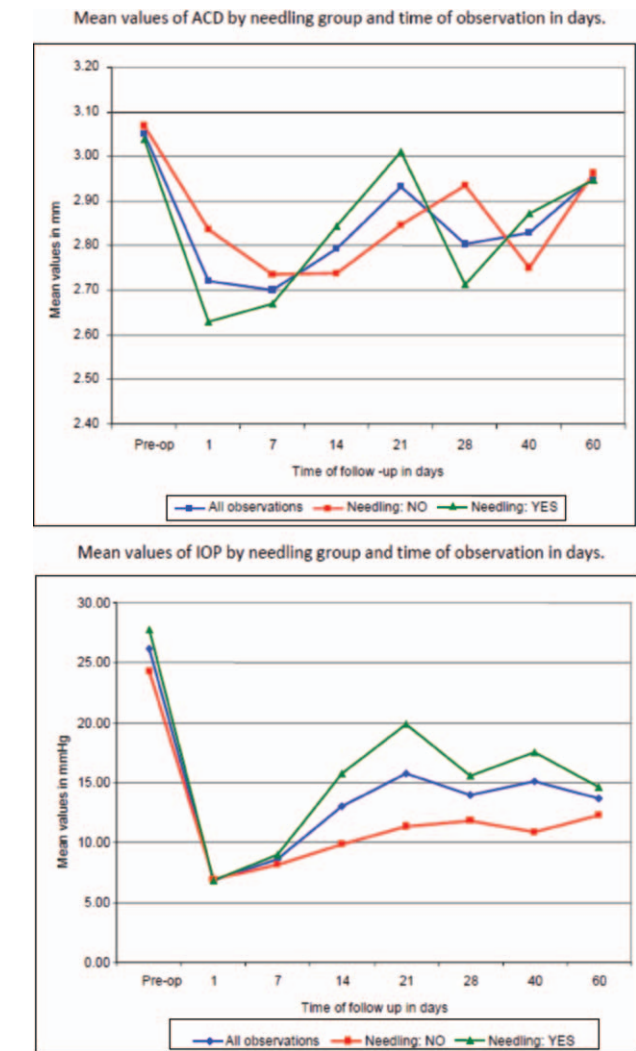 Mean values of ACD by needling group and time of observation in days.
3.20
3.10
3.00
2.90
2.80
2.70
2.60
2.50
2.40
Mean values in mm
Pre-op 1 7 14 21 28 40 60
Time of follow -up in days
All observations Needling: NO Needling: YES
Mean values of IOP by needling group and time of observation in days.
30.00
25.00
20.00
15.00
10.00
5.00
0.00
Mean values in mmHg
Pre-op 1 7 14 21 28 40 60
Time of follow up in days
All observations Needling: NO Needling: YES